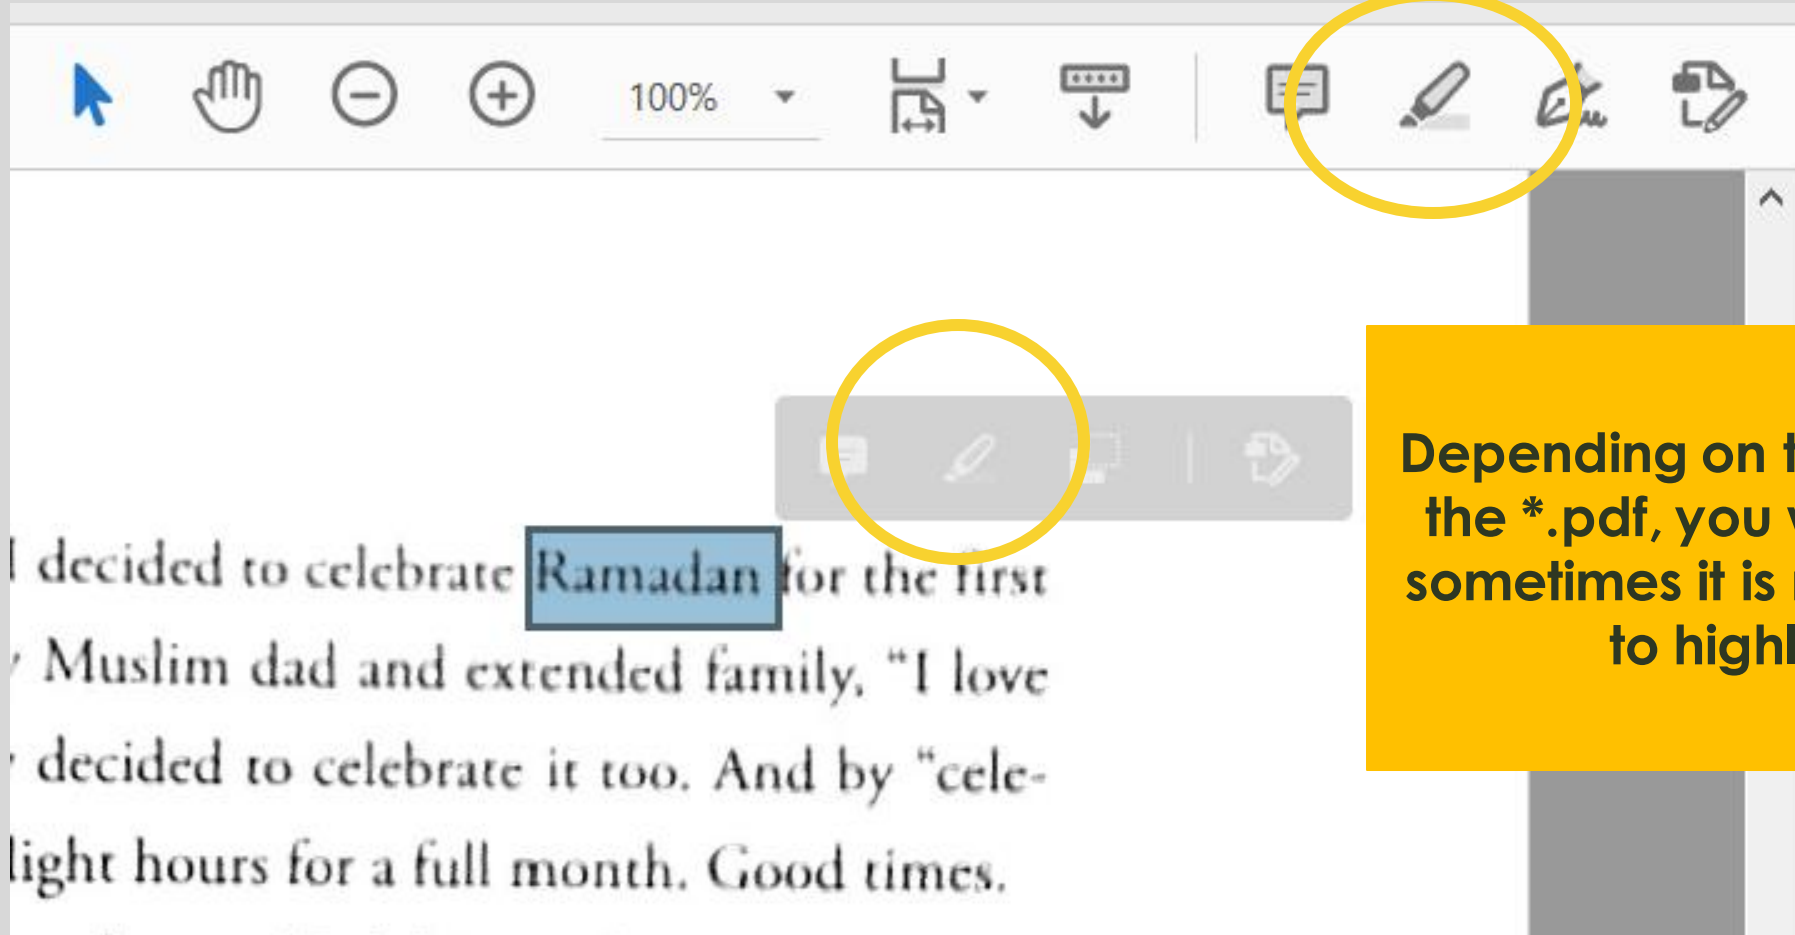 100%
decided to celebrate Ramadan for the first
Muslim dad and extended family. “I love
decided to celebrate it too. And by “cele-
light hours for a full month. Good times.
Depending on t
the *.pdf, you
sometimes it is
to highl